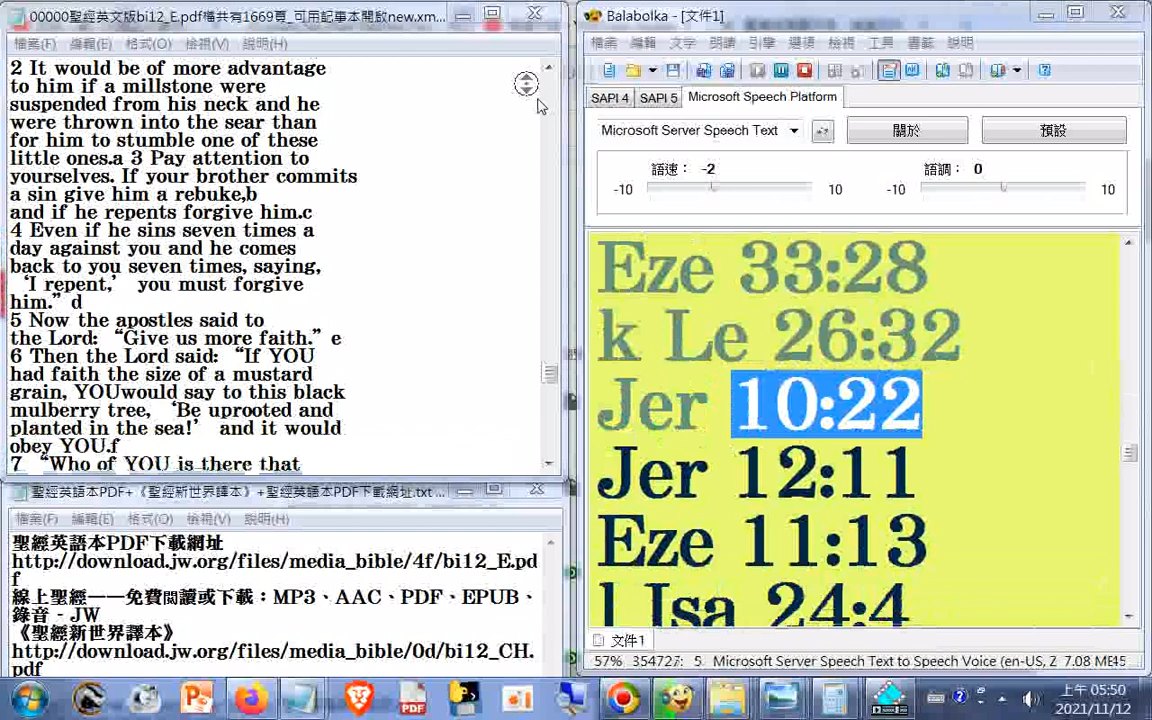 00000聖經英文版bi12_E.pdf檔共有1669頁_可用記事本開啟new.xm...
檔案(F) 編輯(E) 格式(O) 檢視(V) 說明(H)
2 It would be of more advantage
to him if a millstone were
suspended from his neck and he
were thrown into the sear than
for him to stumble one of these
little ones.a 3 Pay attention to
yourselves. If your brother commits
a sin give him a rebuke,b
and if he repents forgive him.c
4 Even if he sins seven times a
day against you and he comes
back to you seven times, saying,
‘I repent,’ you must forgive
him.” d
5 Now the apostles said to
the Lord: “Give us more faith.” e
6 Then the Lord said: “If YOU
had faith the size of a mustard
grain, YOUwould say to this black
mulberry tree, ‘Be uprooted and
planted in the sea!’ and it would
obey YOU.f
7 “Who of YOU is there that
聖經英語本PDF+《聖經新世界譯本》+聖經英語本PDF下載網址.txt ...
檔案(F) 編輯(E) 格式(O) 檢視(V) 說明(H)
聖經英語本PDF下載網址
http://download.jw.org/files/media_bible/4f/bi12_E.pd
f
線上聖經——免費閱讀或下載：MP3、AAC、PDF、EPUB、
錄音 - JW
《聖經新世界譯本》
http://download.jw.org/files/media_bible/0d/bi12_CH.
pdf
Balabolka - [文件1]
檔案 編輯 文字 朗讀 引擎 選項 檢視 工具 書籤 說明
SAPI 4 SAPI 5 Microsoft Speech Platform
Microsoft Server Speech Text 關於 預設
語速： -2 語調： 0
-10 10 -10 10
Eze 33:28
k Le 26:32
Jer 10:22
Jer 12:11
Eze 11:13
l Isa 24:4
文件1
57% 354727: 5 Microsoft Server Speech Text to Speech Voice (en-US, Z 7.08 ME45
PDF
上午 05:50
2021/11/12